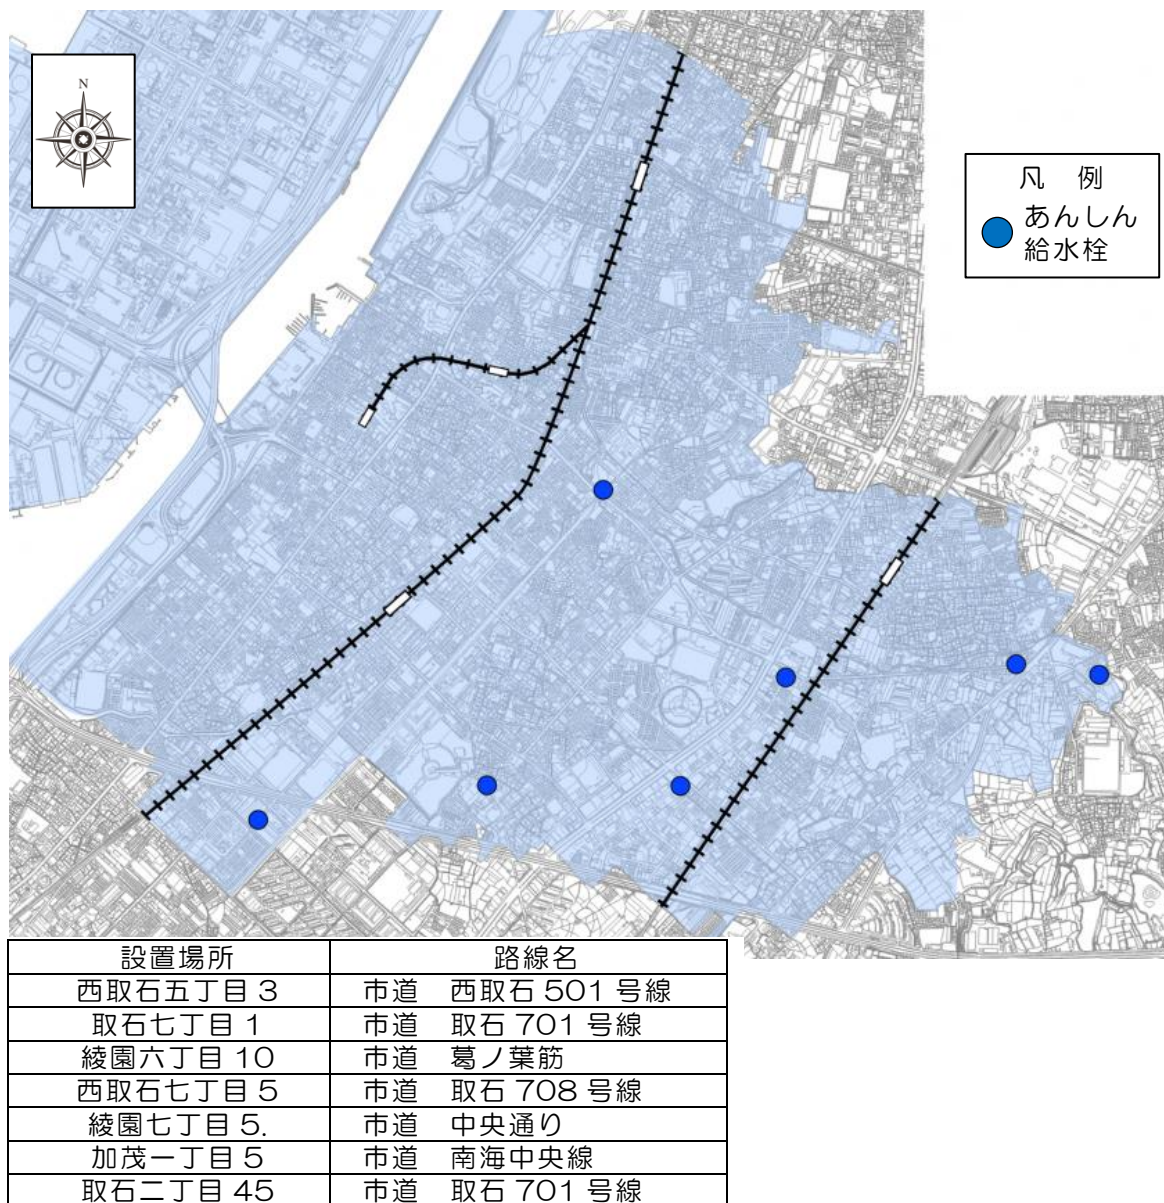 N
凡 例
あんしん
給水栓
設置場所 路線名
西取石五丁目 3 市道 西取石 501 号線
取石七丁目 1 市道 取石 701 号線
綾園六丁目 10 市道 葛ノ葉筋
西取石七丁目 5 市道 取石 708 号線
綾園七丁目 5. 市道 中央通り
加茂一丁目 5 市道 南海中央線
取石二丁目 45 市道 取石 701 号線